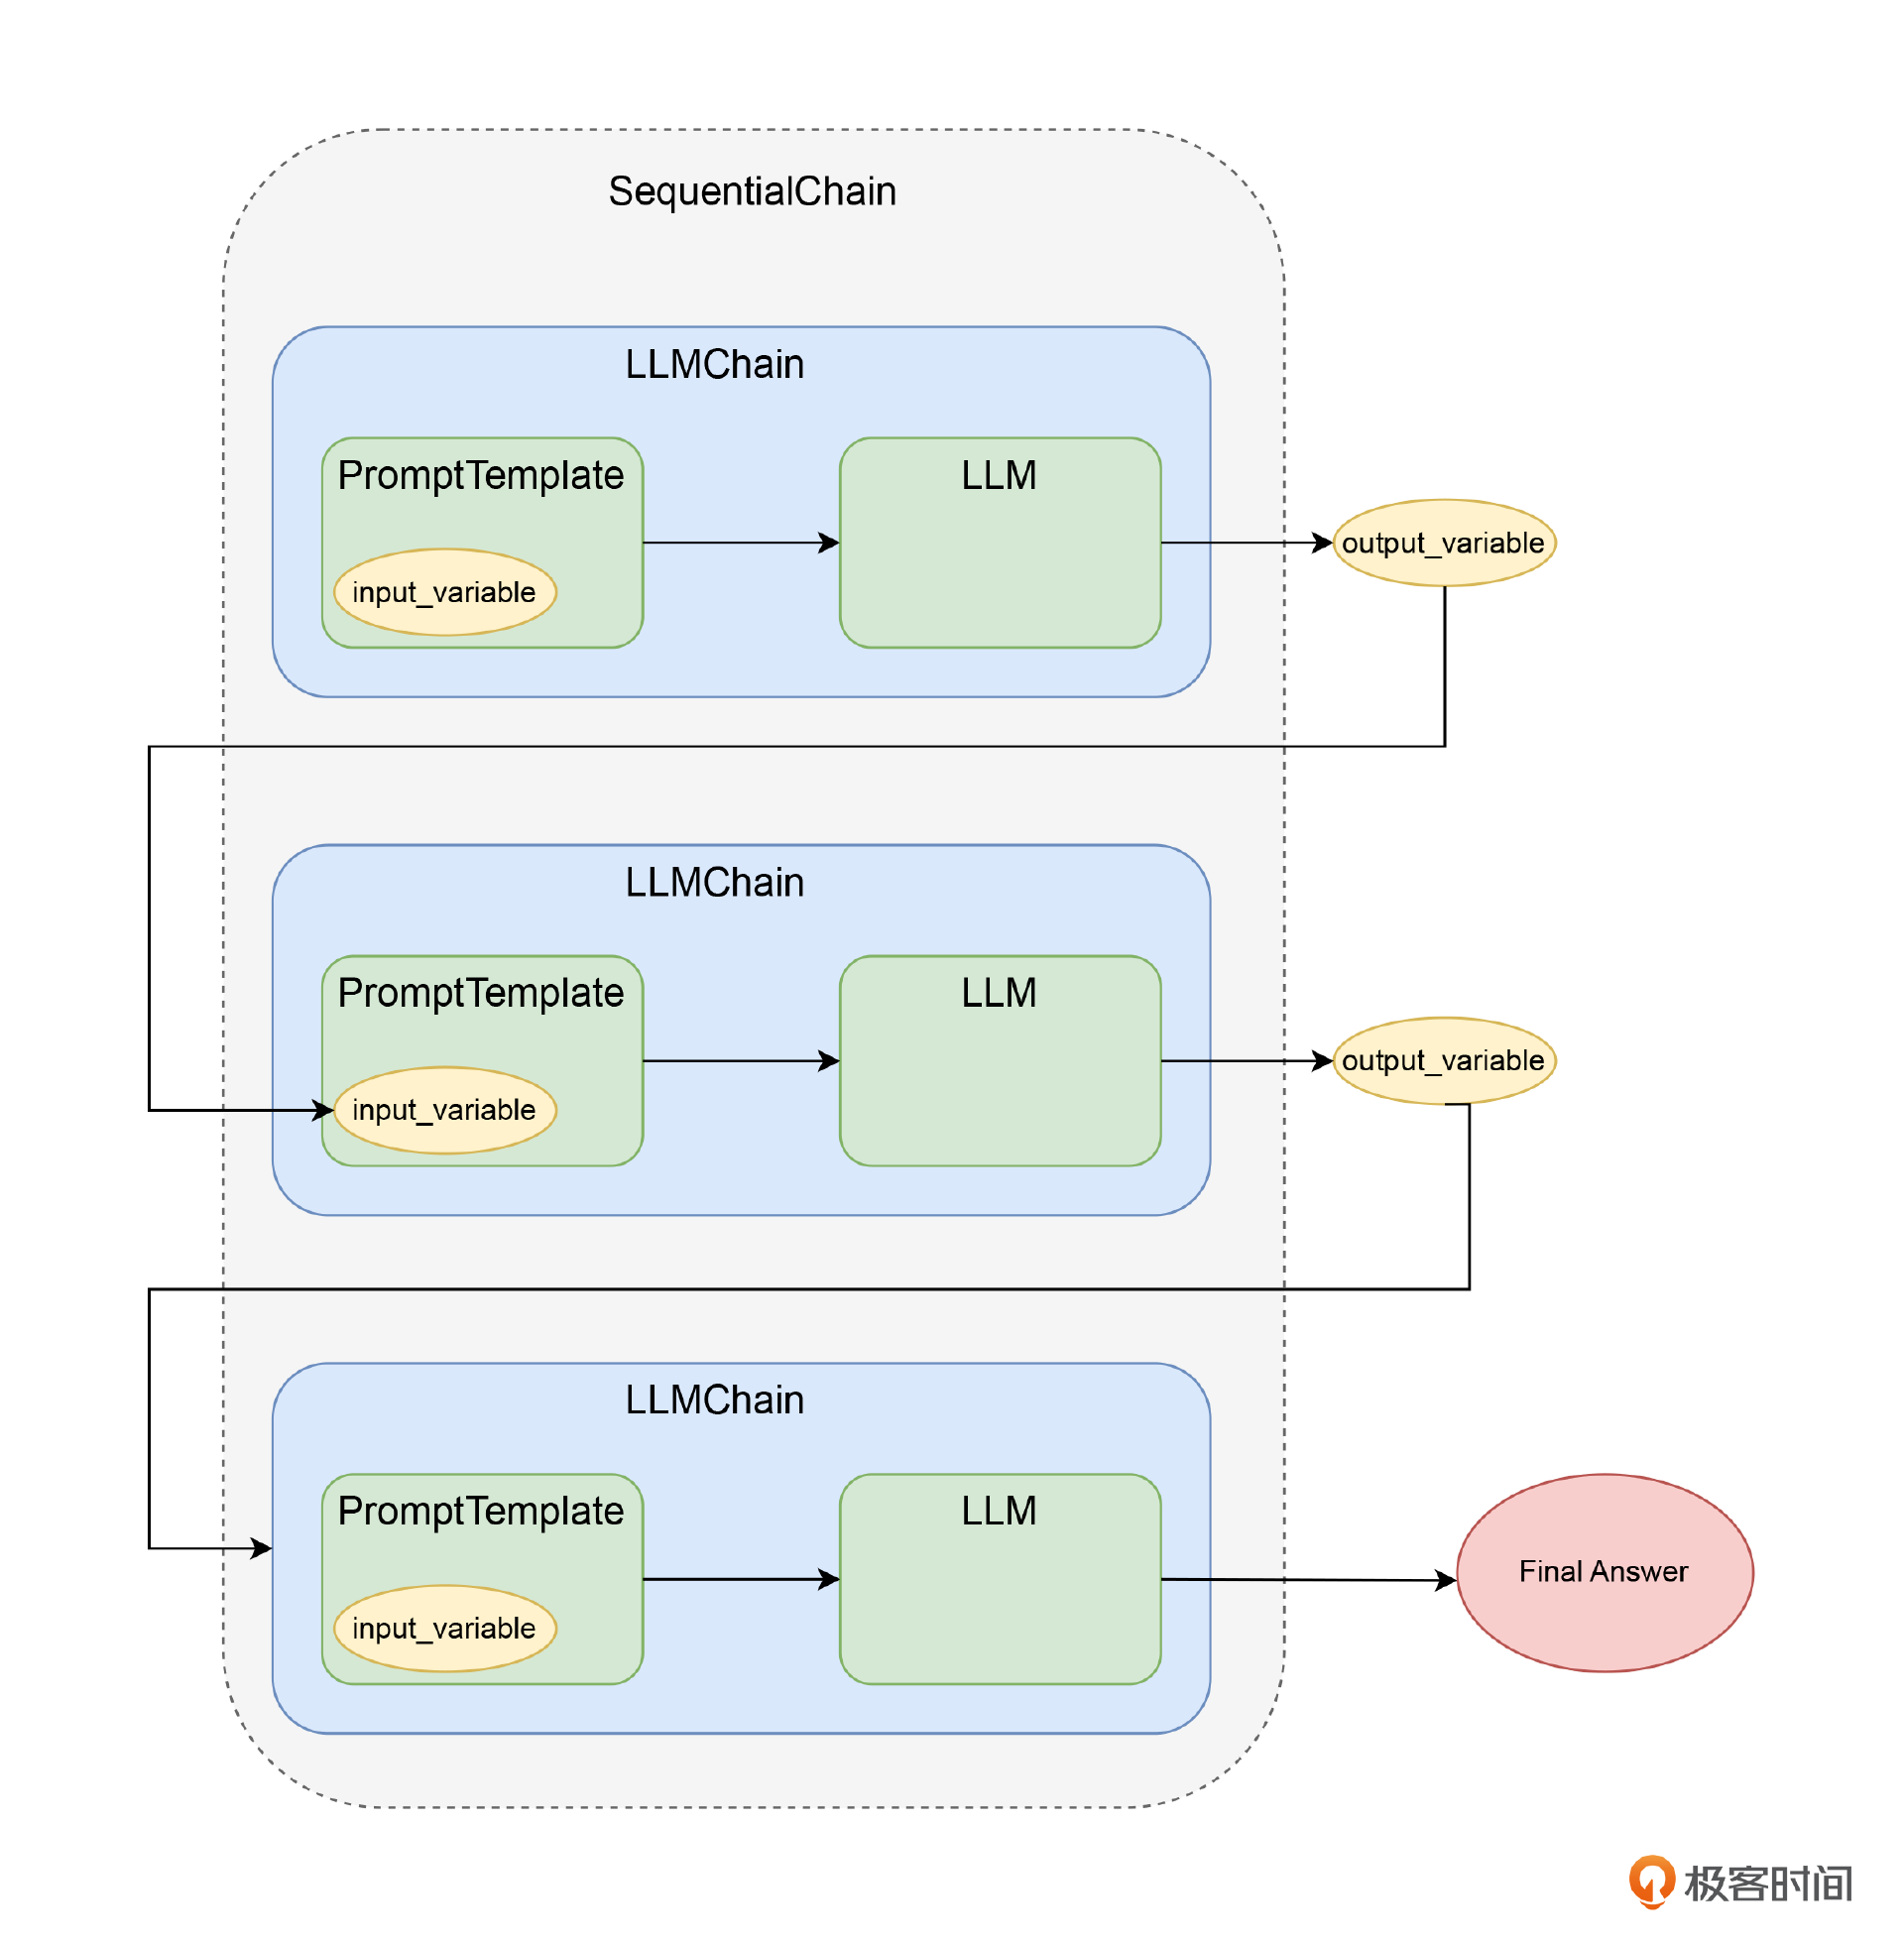 SequentialChain
LLMChain
PromptTemplate
LLM
input_variable
output_variable
LLMChain
PromptTemplate
LLM
input_variable
output_variable
LLMChain
PromptTemplate
LLM
input_variable
Final Answer
极客时间